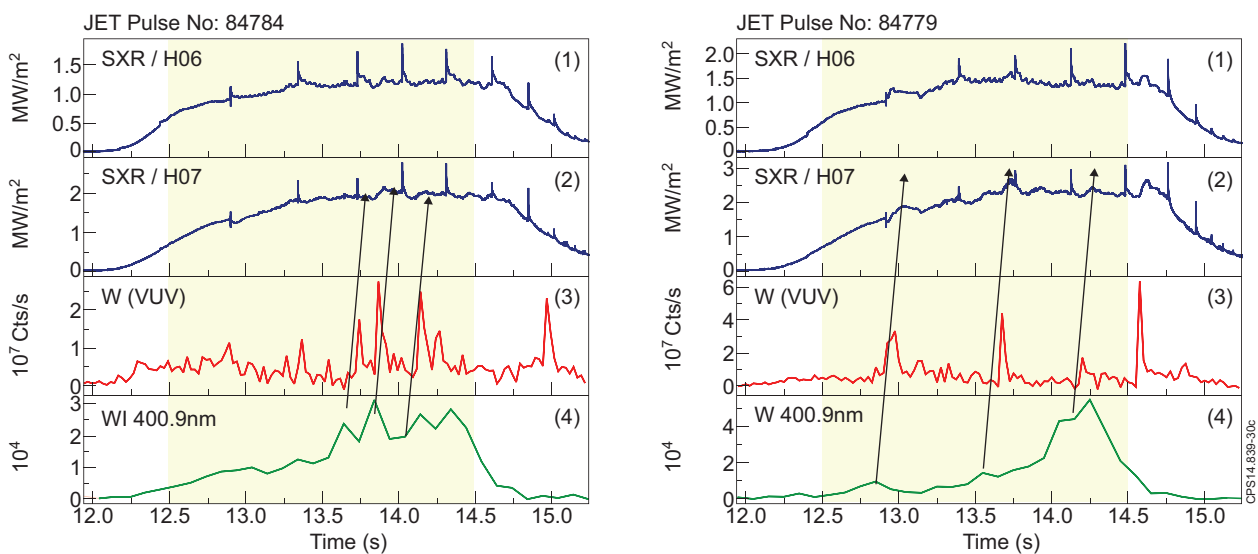 JET Pulse No: 84784
SXR / H06
(1)
MW/m²
1.5
1.0
0.5
0
SXR / H07
(2)
MW/m²
2
1
0
W (VUV)
(3)
10⁷ Cts/s
2
1
0
WI 400.9nm
(4)
10⁴
3
2
1
0
12.0 12.5 13.0 13.5 14.0 14.5 15.0
Time (s)
JET Pulse No: 84779
SXR / H06
(1)
MW/m²
2.0
1.5
1.0
0.5
0
SXR / H07
(2)
MW/m²
3
2
1
0
W (VUV)
(3)
10⁷ Cts/s
6
4
2
0
W 400.9nm
(4)
10⁴
4
2
0
12.0 12.5 13.0 13.5 14.0 14.5 15.0
Time (s)
CPS14.839-30c